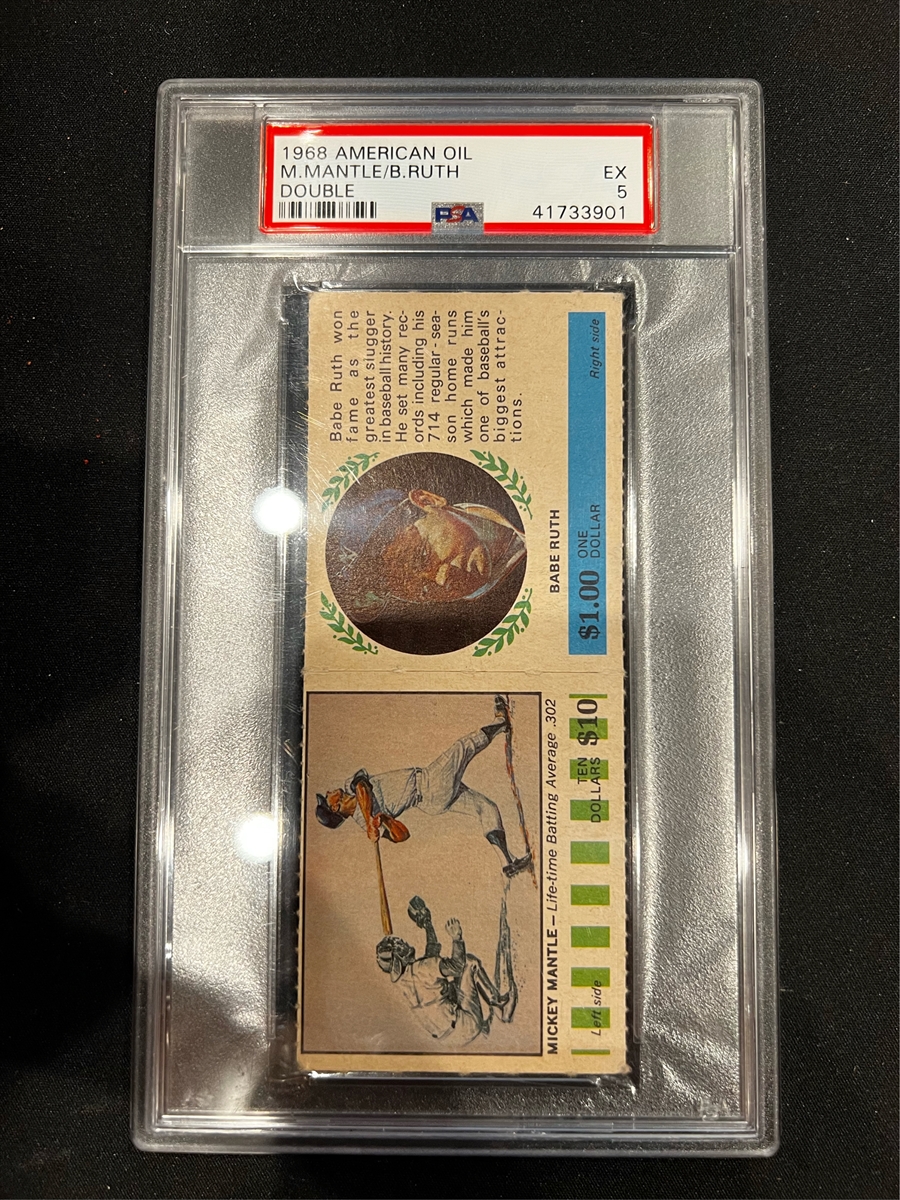 1968 AMERICAN OIL
M.MANTLE/B.RUTH EX
DOUBLE 5
PSA 41733901
MICKEY MANTLE – Life-time Batting Average .302
Left side
TEN
DOLLARS
$10
Babe Ruth won
fame as the
greatest slugger
in baseball history.
He set many rec-
ords including his
714 regular-sea-
son home runs
which made him
one of baseball's
biggest attrac-
tions.
BABE RUTH
$1.00
ONE
DOLLAR
Right side